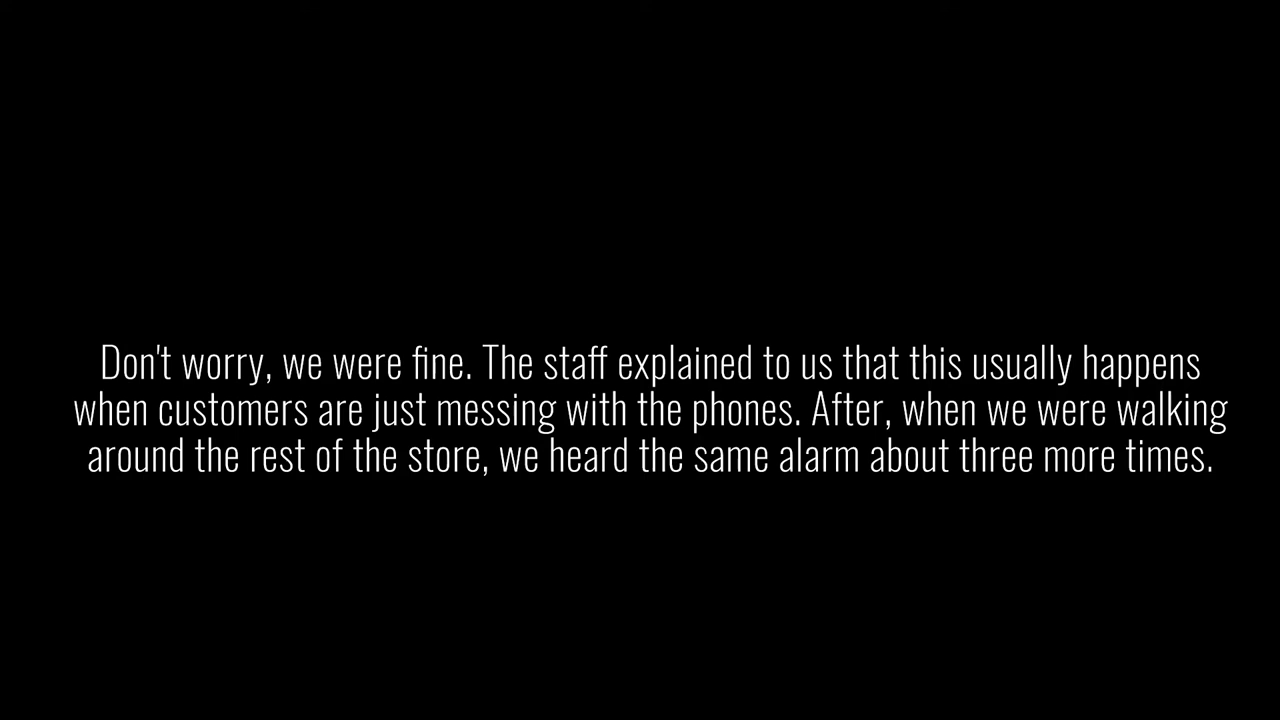 Don't worry, we were fine. The staff explained to us that this usually happens
when customers are just messing with the phones. After, when we were walking
around the rest of the store, we heard the same alarm about three more times.